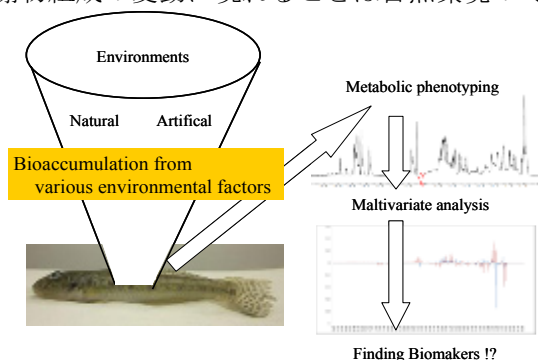 Environments
Natural Artifical
Bioaccumulation from
various environmental factors
Metabolic phenotyping
Maltivariate analysis
Finding Biomakers !?